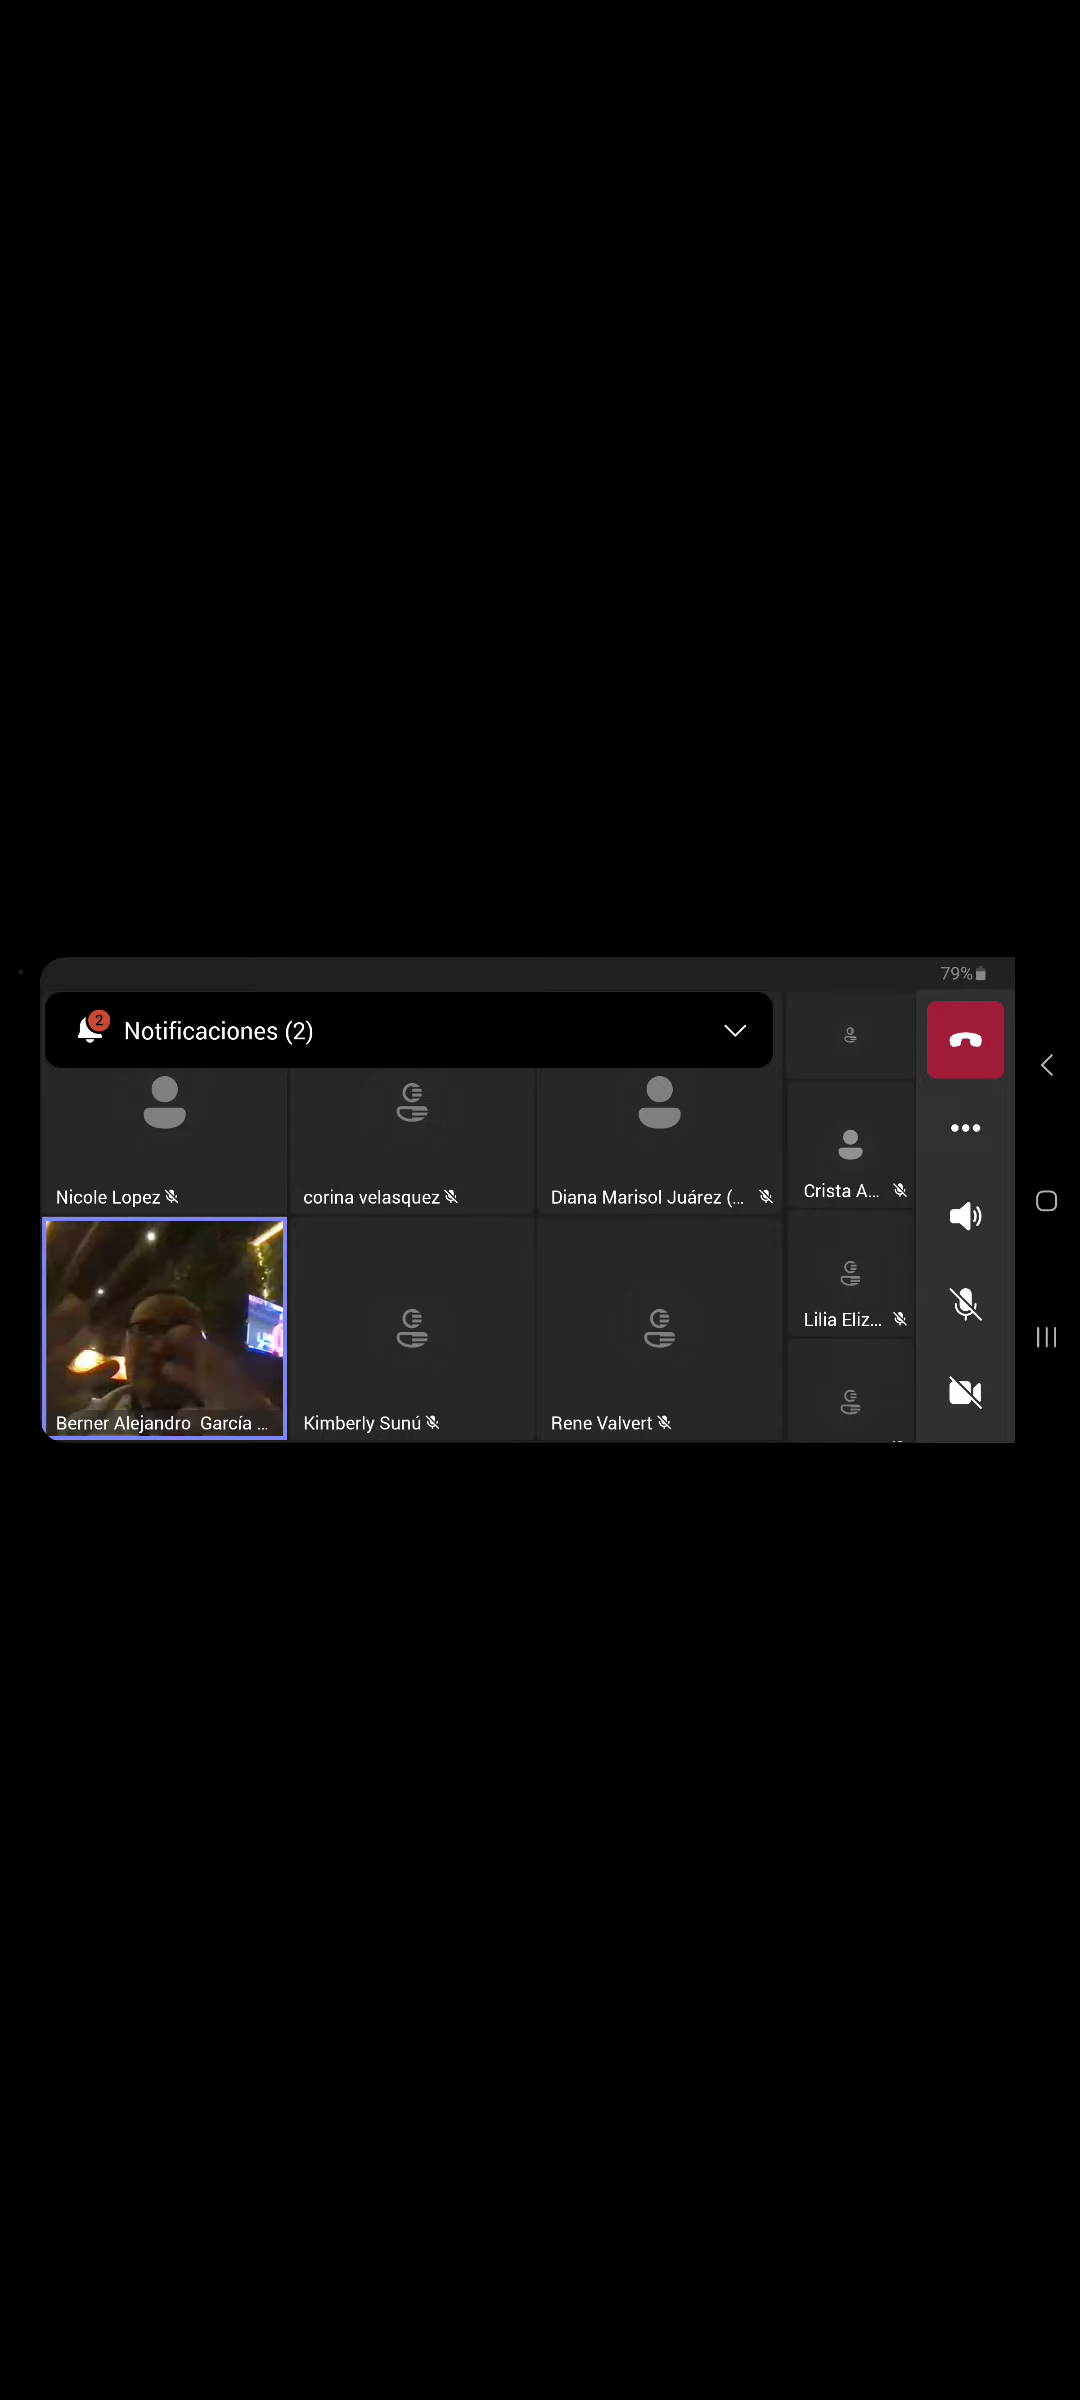 79%
2
Notificaciones (2)
Nicole Lopez
corina velasquez
Diana Marisol Juárez (...
Crista A...
Lilia Eliz...
Berner Alejandro García ...
Kimberly Sunú
Rene Valvert